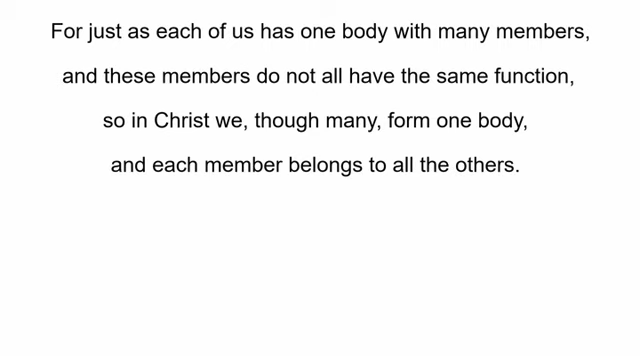 For just as each of us has one body with many members,
and these members do not all have the same function,
so in Christ we, though many, form one body,
and each member belongs to all the others.